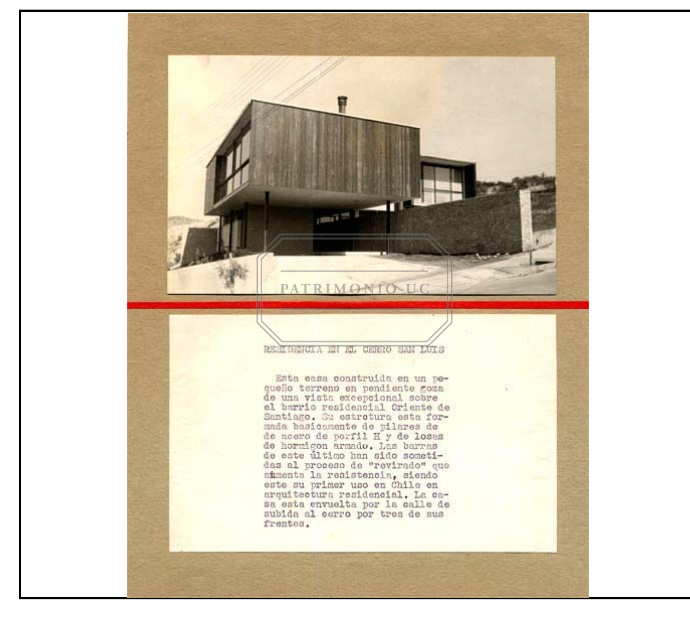 PATRIMONIO UC
RESIDENCIA EN EL CERRO SAN LUIS
Esta casa construida en un pe-
queño terreno en pendiente goza
de una vista excepcional sobre
el barrio residencial Oriente de
Santiago. Su estrutura esta for-
mada basicamente de pilares de
de acero de perfil H y de losas
de hormigon armado. Las barras
de este último han sido someti-
das al proceso de "revirado" que
aumenta la resistencia, siendo
este su primer uso en Chile en
arquitectura residencial. La ca-
sa esta envuelta por la calle de
subida al cerro por tres de sus
frentes.